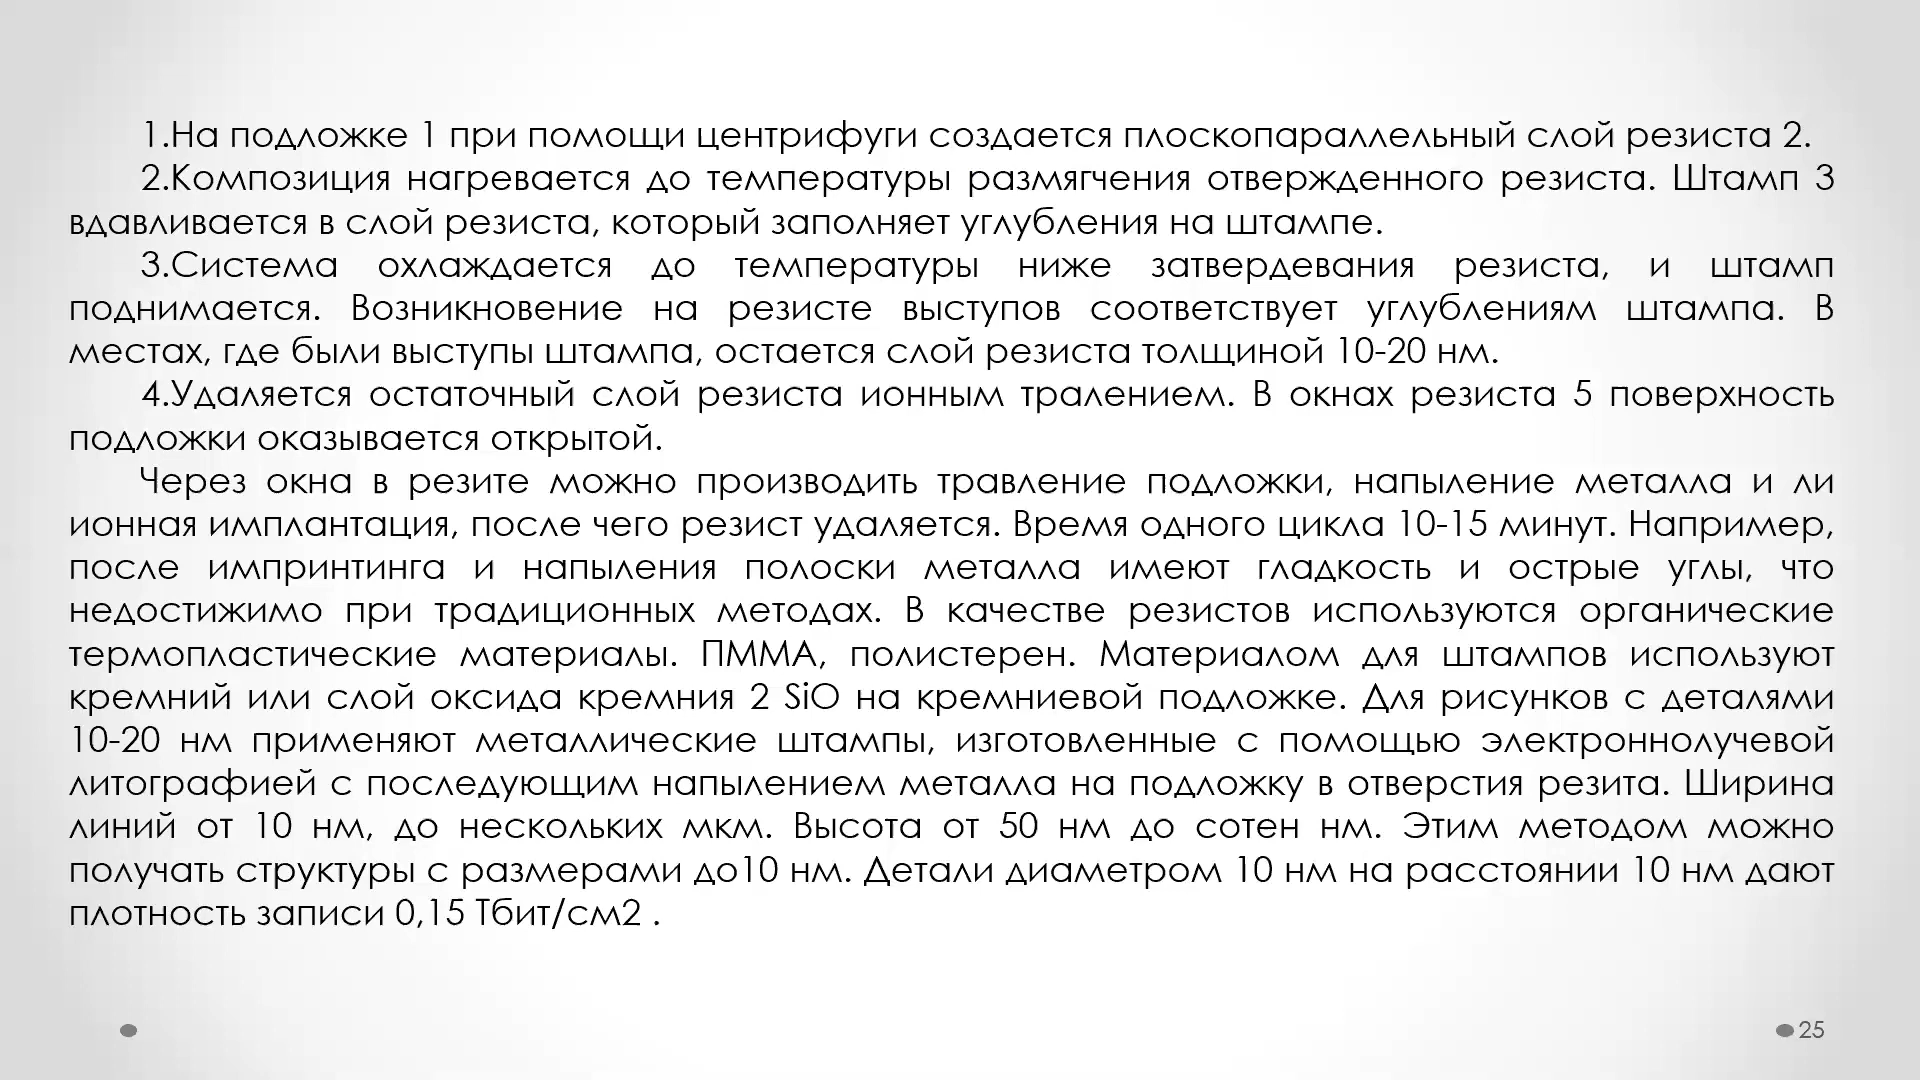 1.На подложке 1 при помощи центрифуги создается плоскопараллельный слой резиста 2.
2.Композиция нагревается до температуры размягчения отвержденного резиста. Штамп 3
вдавливается в слой резиста, который заполняет углубления на штампе.
3.Система охлаждается до температуры ниже затвердевания резиста, и штамп
поднимается. Возникновение на резисте выступов соответствует углублениям штампа. В
местах, где были выступы штампа, остается слой резиста толщиной 10-20 нм.
4.Удаляется остаточный слой резиста ионным тралением. В окнах резиста 5 поверхность
подложки оказывается открытой.
Через окна в резите можно производить травление подложки, напыление металла и ли
ионная имплантация, после чего резист удаляется. Время одного цикла 10-15 минут. Например,
после импринтинга и напыления полоски металла имеют гладкость и острые углы, что
недостижимо при традиционных методах. В качестве резистов используются органические
термопластические материалы. ПММА, полистерен. Материалом для штампов используют
кремний или слой оксида кремния 2 SiO на кремниевой подложке. Для рисунков с деталями
10-20 нм применяют металлические штампы, изготовленные с помощью электроннолучевой
литографией с последующим напылением металла на подложку в отверстия резита. Ширина
линий от 10 нм, до нескольких мкм. Высота от 50 нм до сотен нм. Этим методом можно
получать структуры с размерами до10 нм. Детали диаметром 10 нм на расстоянии 10 нм дают
плотность записи 0,15 Тбит/см2 .
25